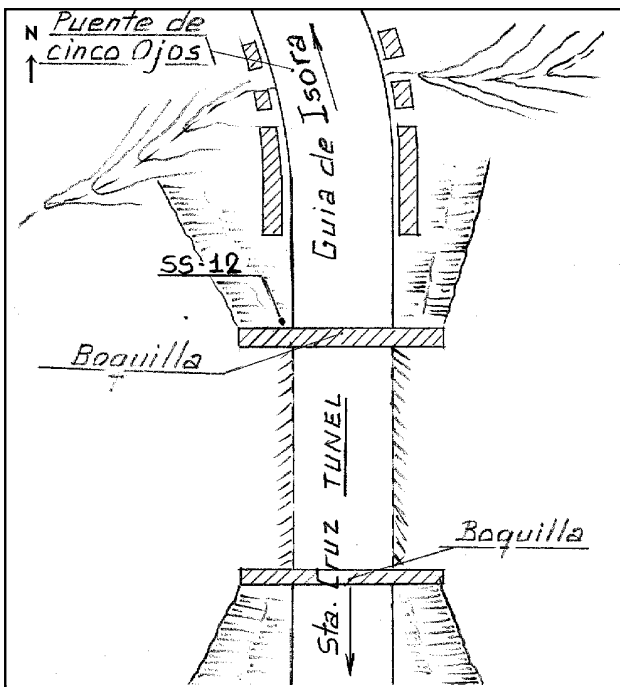 Puente de
cinco Ojos
N
Guia de Isora
SS-12
Boquilla
TUNEL
Boquilla
Sta. Cruz